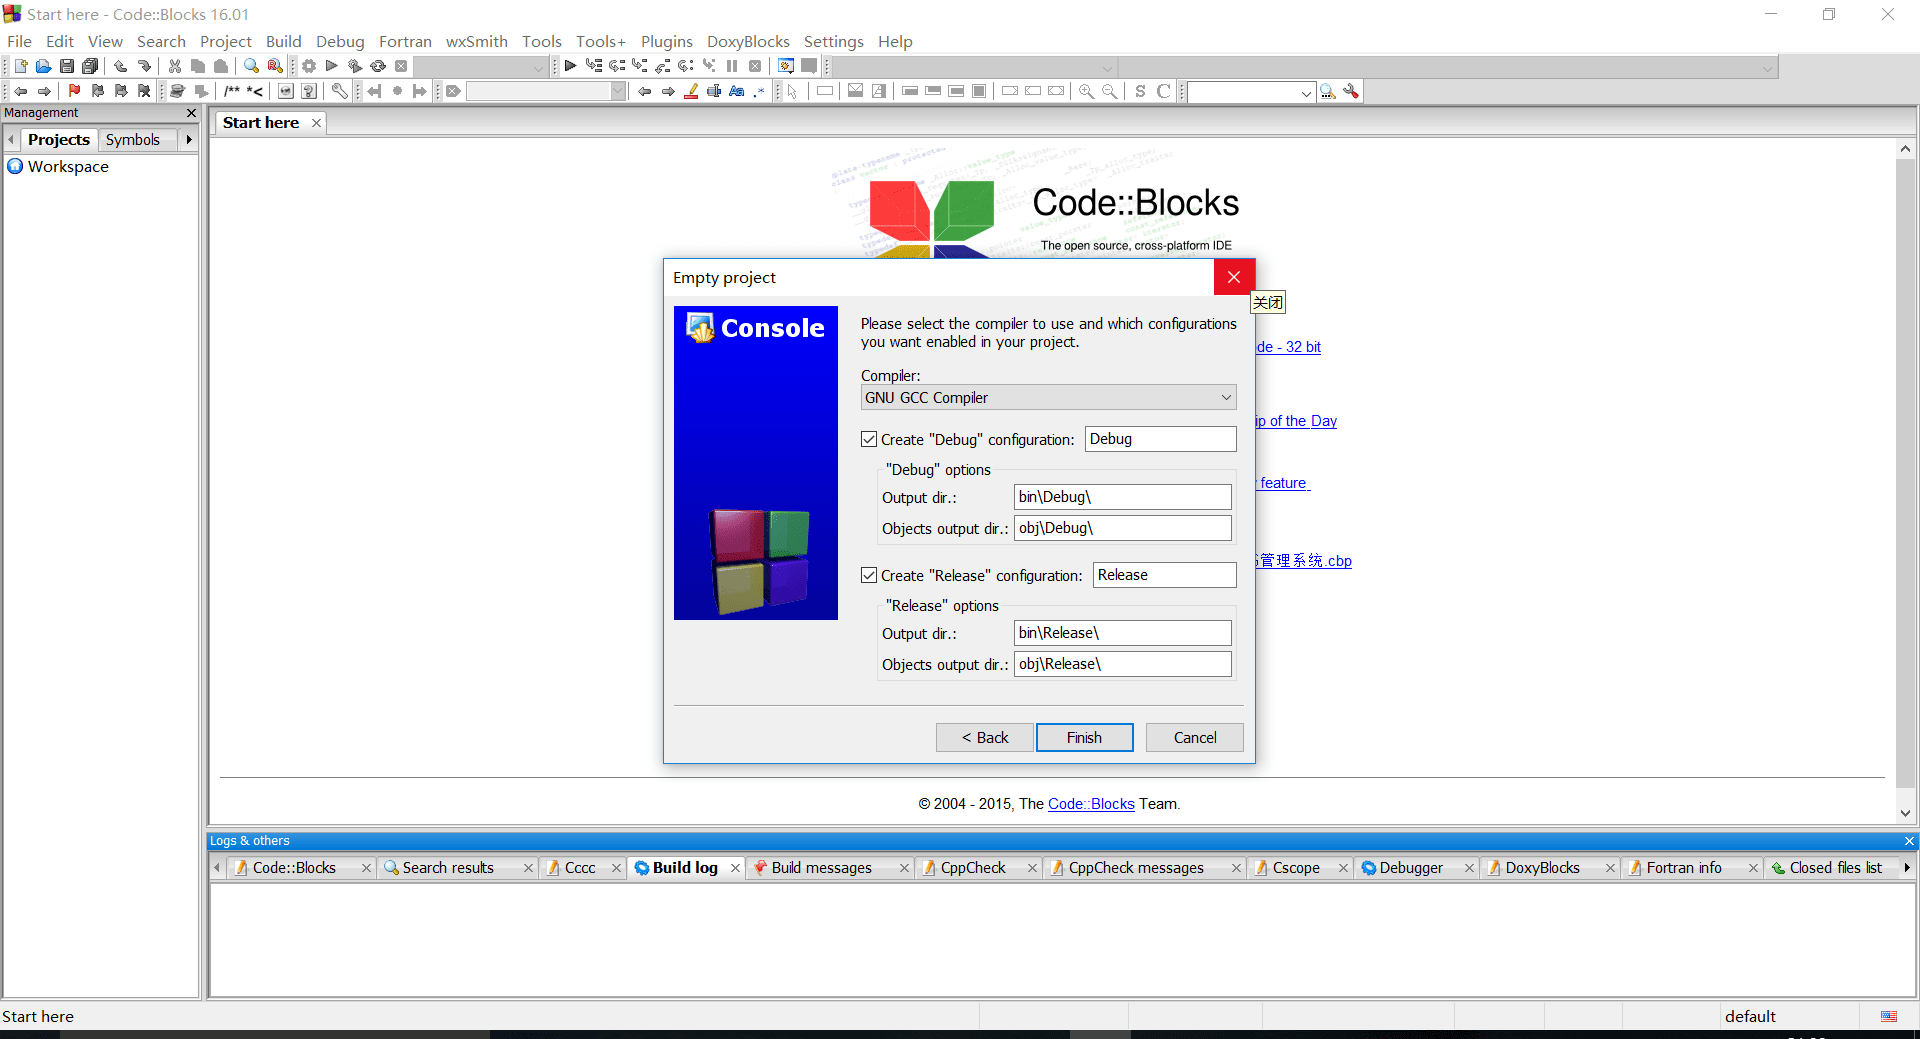 Start here - Code::Blocks 16.01
File Edit View Search Project Build Debug Fortran wxSmith Tools Tools+ Plugins DoxyBlocks Settings Help
/** *<
Aa .*
S C
Management
Projects Symbols
Workspace
Start here
Code::Blocks
The open source, cross-platform IDE
Empty project
关闭
Console
Please select the compiler to use and which configurations
you want enabled in your project.
Compiler:
GNU GCC Compiler
Create "Debug" configuration: Debug
"Debug" options
Output dir.: bin\Debug\
Objects output dir.: obj\Debug\
Create "Release" configuration: Release
"Release" options
Output dir.: bin\Release\
Objects output dir.: obj\Release\
< Back Finish Cancel
de - 32 bit
ip of the Day
feature
管理系统.cbp
© 2004 - 2015, The Code::Blocks Team.
Logs & others
Code::Blocks Search results Cccc Build log Build messages CppCheck CppCheck messages Cscope Debugger DoxyBlocks Fortran info Closed files list
Start here default